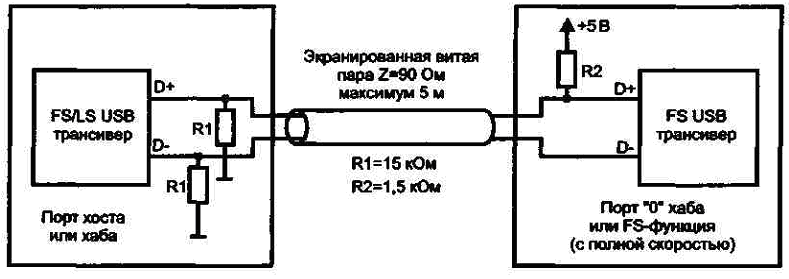 FS/LS USB
трансивер
D+
D-
R1
R1
Порт хоста
или хаба
Экранированная витая
пара Z=90 Ом
максимум 5 м
R1=15 кОм
R2=1,5 кОм
+5 В
R2
D+
D-
FS USB
трансивер
Порт "0" хаба
или FS-функция
(с полной скоростью)